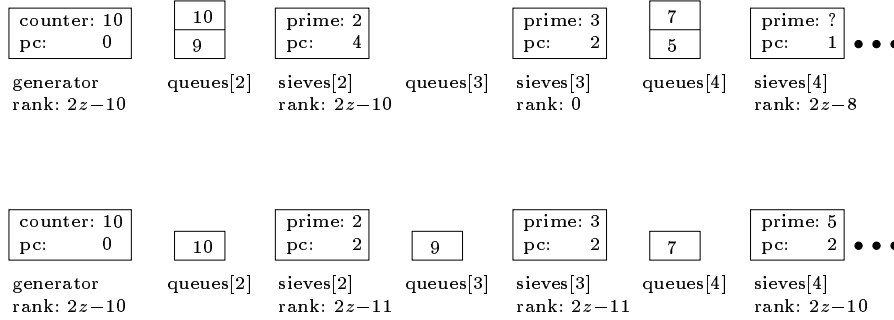 counter: 10 10 prime: 2 prime: 3 7 prime: ?
pc: 0 9 pc: 4 pc: 2 5 pc: 1 • • •
generator queues[2] sieves[2] queues[3] sieves[3] queues[4] sieves[4]
rank: 2z−10 rank: 2z−10 rank: 0 rank: 2z−8
counter: 10 prime: 2 prime: 3 prime: 5
pc: 0 10 pc: 2 9 pc: 2 7 pc: 2 • • •
generator queues[2] sieves[2] queues[3] sieves[3] queues[4] sieves[4]
rank: 2z−10 rank: 2z−11 rank: 2z−11 rank: 2z−10